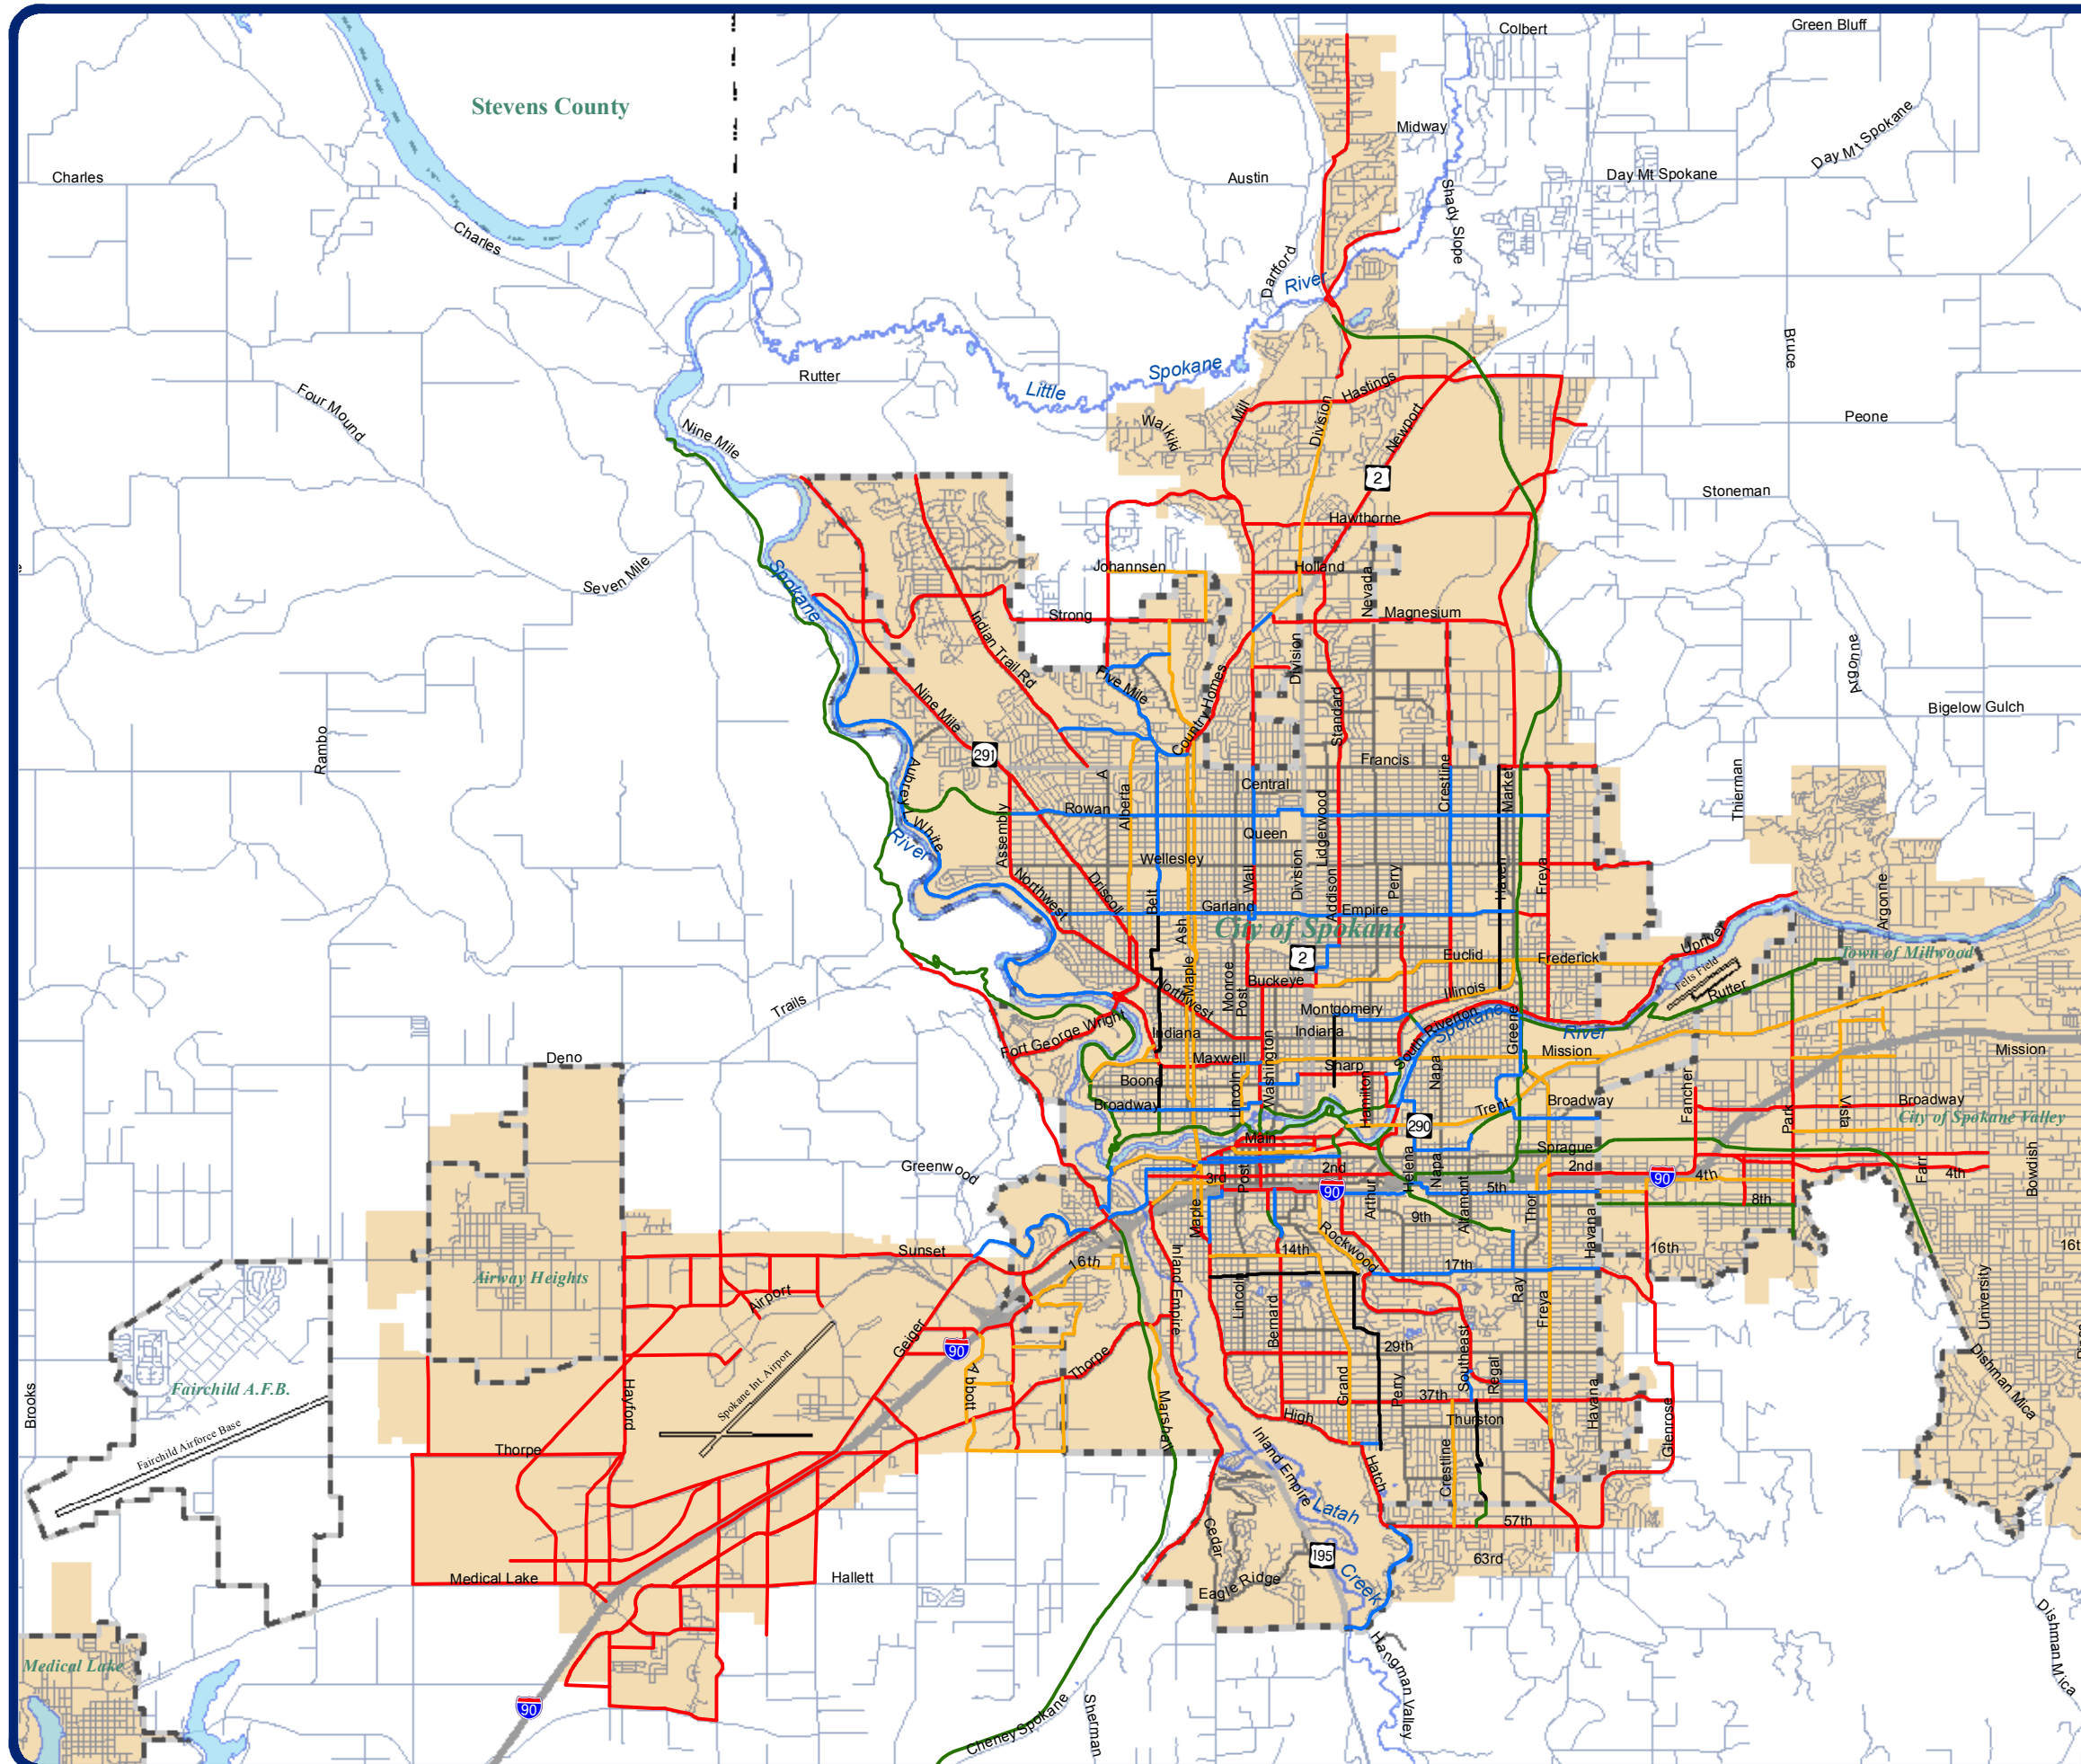 Colbert
Green Bluff
Stevens County
Midway
Day Mt Spokane
Charles
Austin
Day Mt Spokane
Shady Slope
Charles
Dartford
River
Bruce
Spokane
Rutter
Little
Hastings
Four Mound
Mill
Division
Newport
Peone
Waikiki
Nine Mile
2
Stoneman
Hawthorne
Johannsen
Holland
Seven Mile
Spokane
Nevada
Strong
Magnesium
Indian Trail Rd
Argonne
Division
Five Mile
Country Homes
Nine Mile
Standard
Bigelow Gulch
Rambo
291
Francis
A
Central
Crestline
Market
Thierman
Aubrey L White
Rowan
Alberta
Assembly
Lidgerwood
Queen
River
Wellesley
Driscoll
Northwest
Belt
Wall
Division
Addison
Perry
Haven
Freya
Argonne
Garland
Empire
Ash
City of Spokane
Upriver
Town of Millwood
2
Euclid
Frederick
Maple
Monroe
Post
Buckeye
Felts Field
Rutter
Illinois
Northwest
Trails
Montgomery
Fort George Wright
Indiana
Indiana
South Riverton
Spokane
Greene
River
Deno
Maxwell
Washington
Sharp
Mission
Mission
Boone
Lincoln
Hamilton
Napa
Fancher
Broadway
Trent
Broadway
Park
Vista
Broadway
290
City of Spokane Valley
Main
Sprague
Greenwood
2nd
2nd
3rd
Post
90
Arthur
Helena
Napa
Altamont
5th
90
4th
Farr
4th
Bowdish
8th
Maple
9th
Thor
Havana
Sunset
16th
Inland Empire
14th
Rockwood
17th
16th
Airway Heights
Airport
Lincoln
Bernard
Ray
Freya
University
Geiger
90
29th
Southeast
Regal
Thorpe
Spokane Int. Airport
Fairchild A.F.B.
Brooks
Hayford
Abbott
Marshall
Grand
Perry
37th
Havana
Dishman Mica
High
Thurston
Glenrose
Fairchild Airforce Base
Thorpe
Inland Empire
Hatch
Crestline
Latah
57th
Cedar
195
63rd
Medical Lake
Hallett
Eagle Ridge
Creek
Dishman Mica
Medical Lake
Hangman Valley
90
Cheney Spokane
Sherman